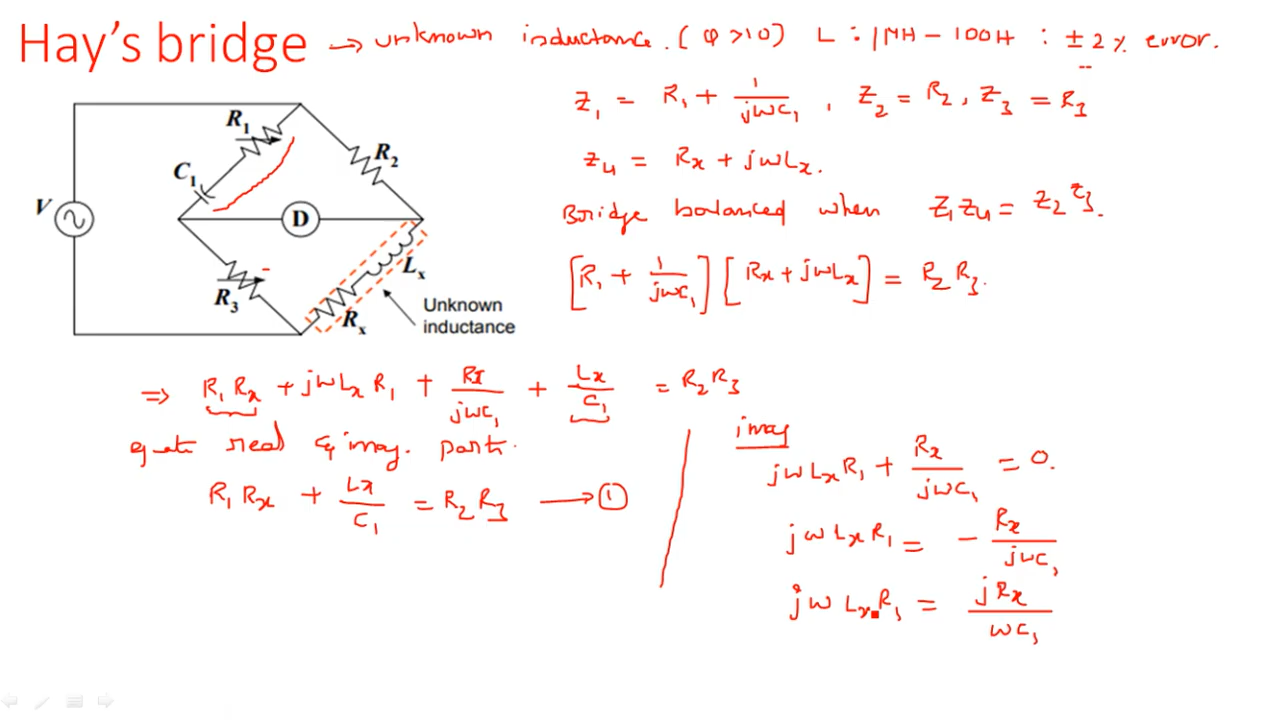 Hay's bridge → unknown inductance. ( φ >10) L : 1MH – 100H : ± 2 % error.
Z₁ = R₁ + 1/jωC₁ , Z₂ = R₂, Z₃ = R₃
Z₄ = Rx + jωLx.
Bridge balanced when Z₁Z₄ = Z₂Z₃.
[R₁ + 1/jωC₁] [Rx + jωLx] = R₂R₃.
V
R₁
C₁
R₂
D
R₃
Lx
Rx
Unknown
inductance
⇒ R₁Rx + jωLxR₁ + Rx/jωC₁ + Lx/C₁ = R₂R₃
equate real & imag. parts.
R₁Rx + Lx/C₁ = R₂R₃ → ①
imag
jωLxR₁ + Rx/jωC₁ = 0.
jωLxR₁ = – Rx/jωC₁
jωLxR₁ = jRx/ωC₁